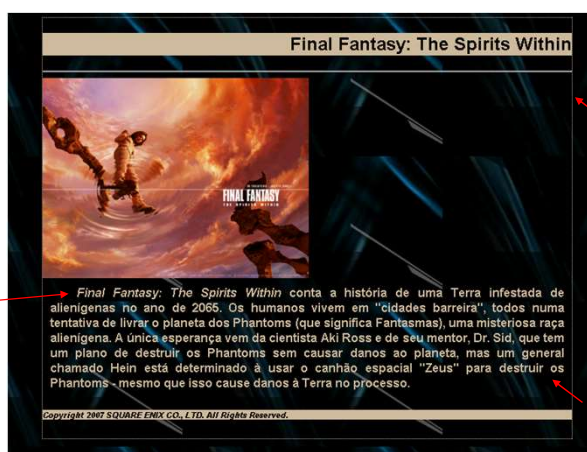 Final Fantasy: The Spirits Within
FINAL FANTASY
THE SPIRITS WITHIN
Final Fantasy: The Spirits Within conta a história de uma Terra infestada de
alienígenas no ano de 2065. Os humanos vivem em "cidades barreira", todos numa
tentativa de livrar o planeta dos Phantoms (que significa Fantasmas), uma misteriosa raça
alienígena. A única esperança vem da cientista Aki Ross e de seu mentor, Dr. Sid, que tem
um plano de destruir os Phantoms sem causar danos ao planeta, mas um general
chamado Hein está determinado à usar o canhão espacial "Zeus" para destruir os
Phantoms - mesmo que isso cause danos à Terra no processo.
Copyright 2007 SQUARE ENIX CO., LTD. All Rights Reserved.